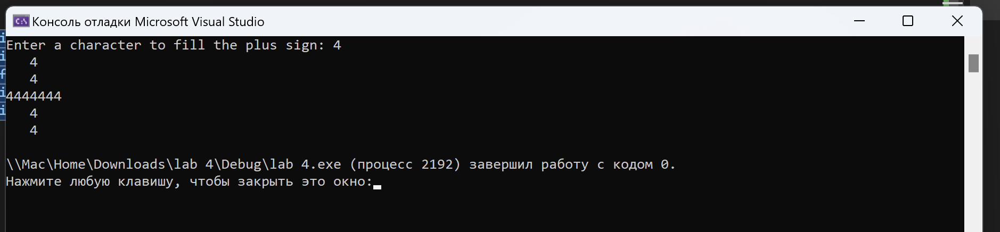 Консоль отладки Microsoft Visual Studio
Enter a character to fill the plus sign: 4
   4
   4
4444444
   4
   4
\\Mac\Home\Downloads\lab 4\Debug\lab 4.exe (процесс 2192) завершил работу с кодом 0.
Нажмите любую клавишу, чтобы закрыть это окно: